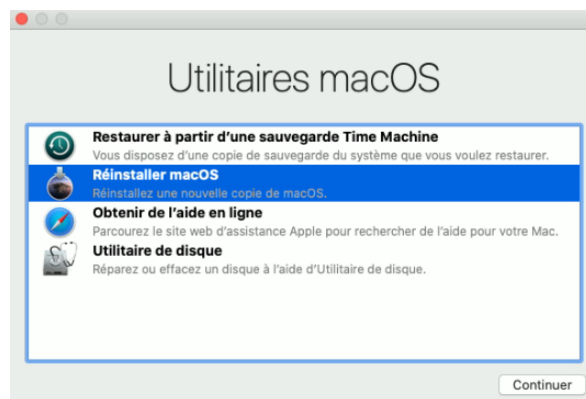 Utilitaires macOS
Restaurer à partir d'une sauvegarde Time Machine
Vous disposez d'une copie de sauvegarde du système que vous voulez restaurer.
Réinstaller macOS
Réinstallez une nouvelle copie de macOS.
Obtenir de l'aide en ligne
Parcourez le site web d'assistance Apple pour rechercher de l'aide pour votre Mac.
Utilitaire de disque
Réparez ou effacez un disque à l'aide d'Utilitaire de disque.
Continuer